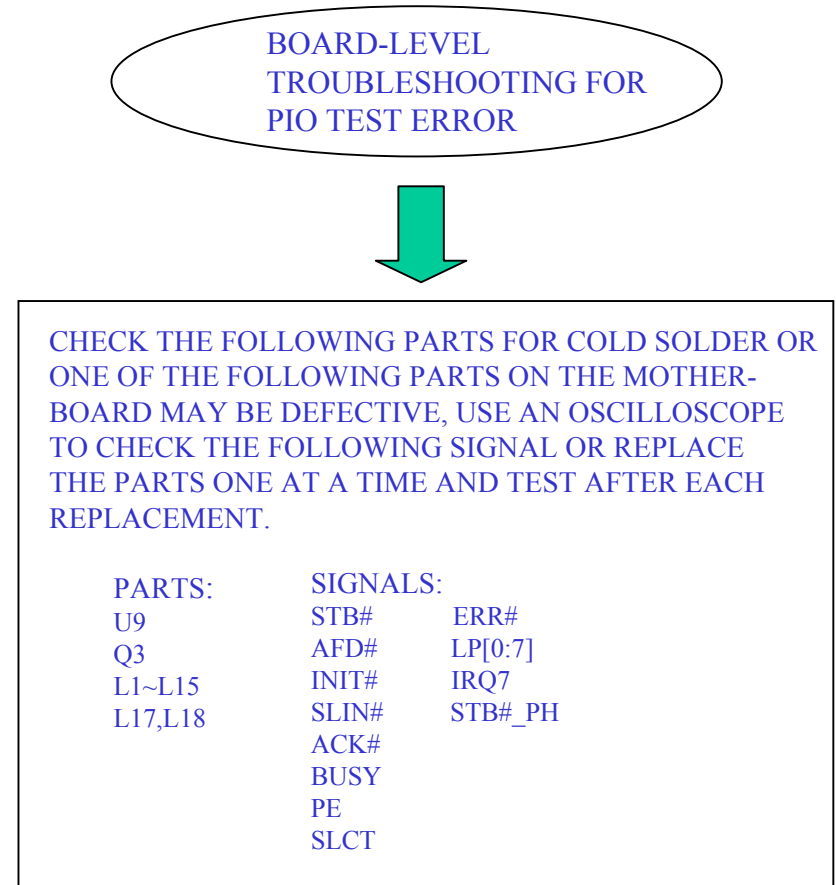 BOARD-LEVEL
TROUBLESHOOTING FOR
PIO TEST ERROR
CHECK THE FOLLOWING PARTS FOR COLD SOLDER OR
ONE OF THE FOLLOWING PARTS ON THE MOTHER-
BOARD MAY BE DEFECTIVE, USE AN OSCILLOSCOPE
TO CHECK THE FOLLOWING SIGNAL OR REPLACE
THE PARTS ONE AT A TIME AND TEST AFTER EACH
REPLACEMENT.
PARTS:
U9
Q3
L1~L15
L17,L18
SIGNALS:
STB# ERR#
AFD# LP[0:7]
INIT# IRQ7
SLIN# STB#_PH
ACK#
BUSY
PE
SLCT